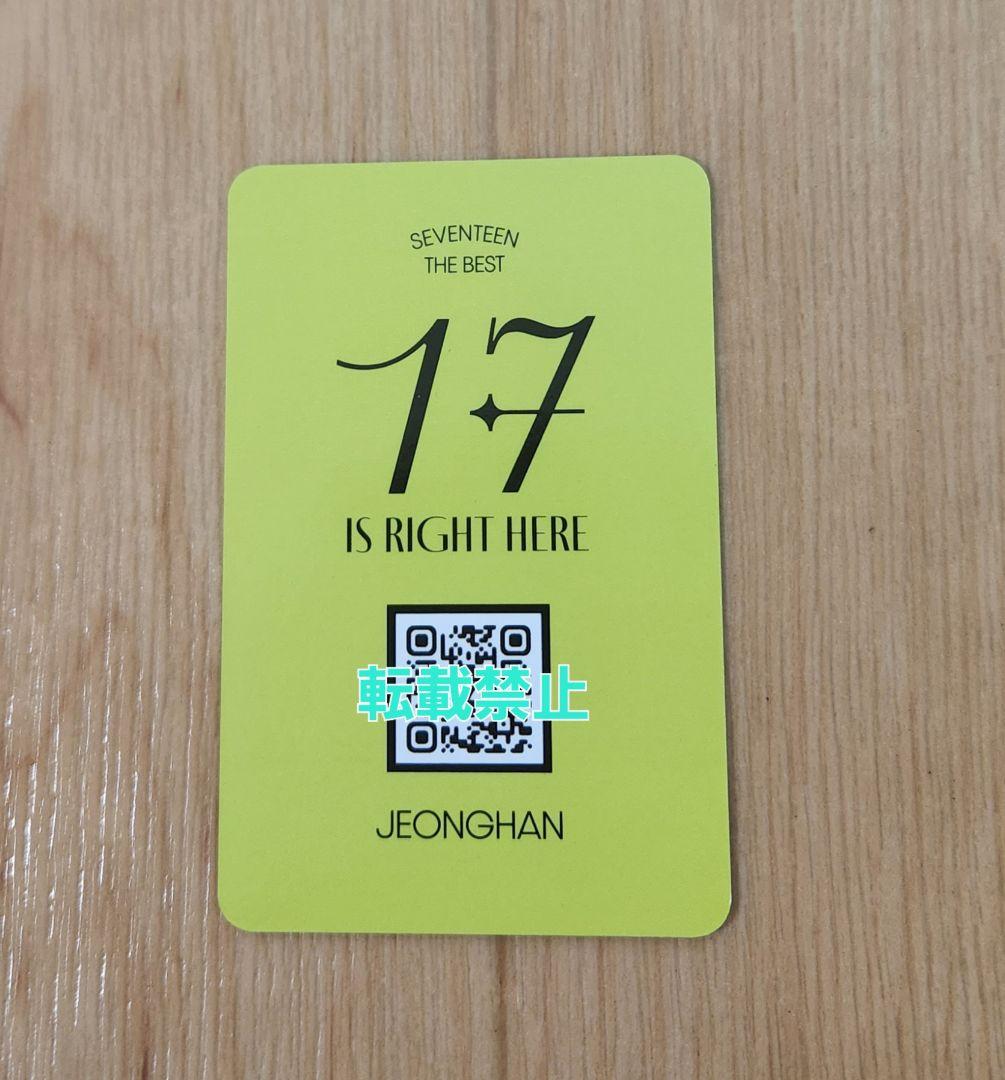 SEVENTEEN
THE BEST
17
IS RIGHT HERE
転載禁止
JEONGHAN